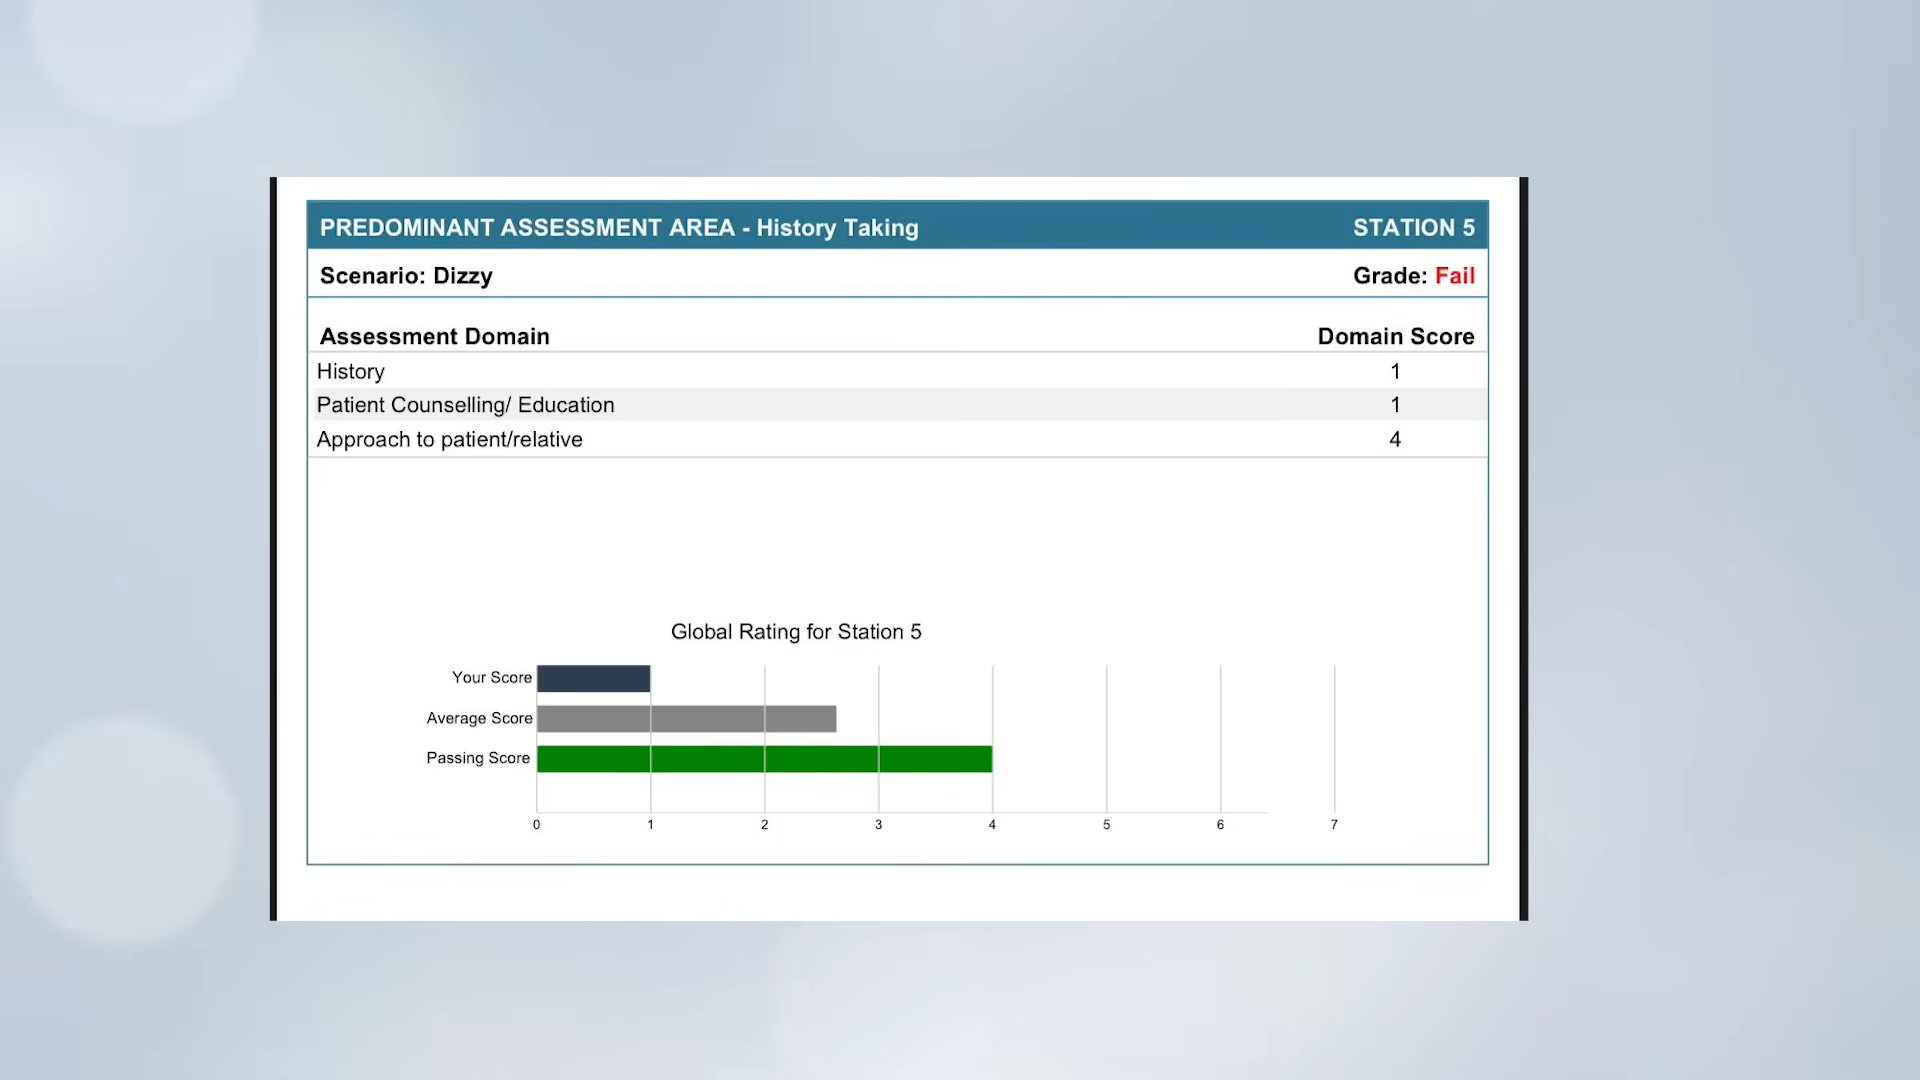 PREDOMINANT ASSESSMENT AREA - History Taking STATION 5
Scenario: Dizzy Grade: Fail
Assessment Domain Domain Score
History 1
Patient Counselling/ Education 1
Approach to patient/relative 4
Global Rating for Station 5
Your Score
Average Score
Passing Score
0 1 2 3 4 5 6 7